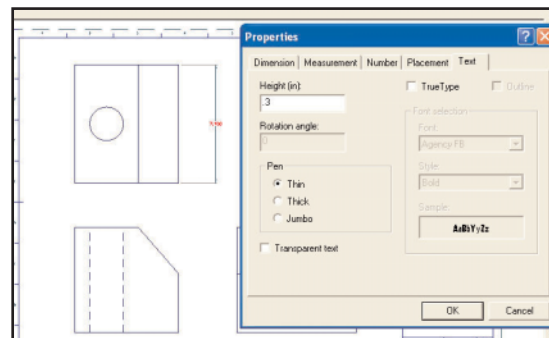 Properties
Dimension Measurement Number Placement Text
Height (in):
.3
TrueType
Outline
Rotation angle:
0
Font selection
Font:
Agency FB
Pen
Thin
Thick
Jumbo
Style:
Bold
Sample:
AaBbYyZz
Transparent text
OK
Cancel